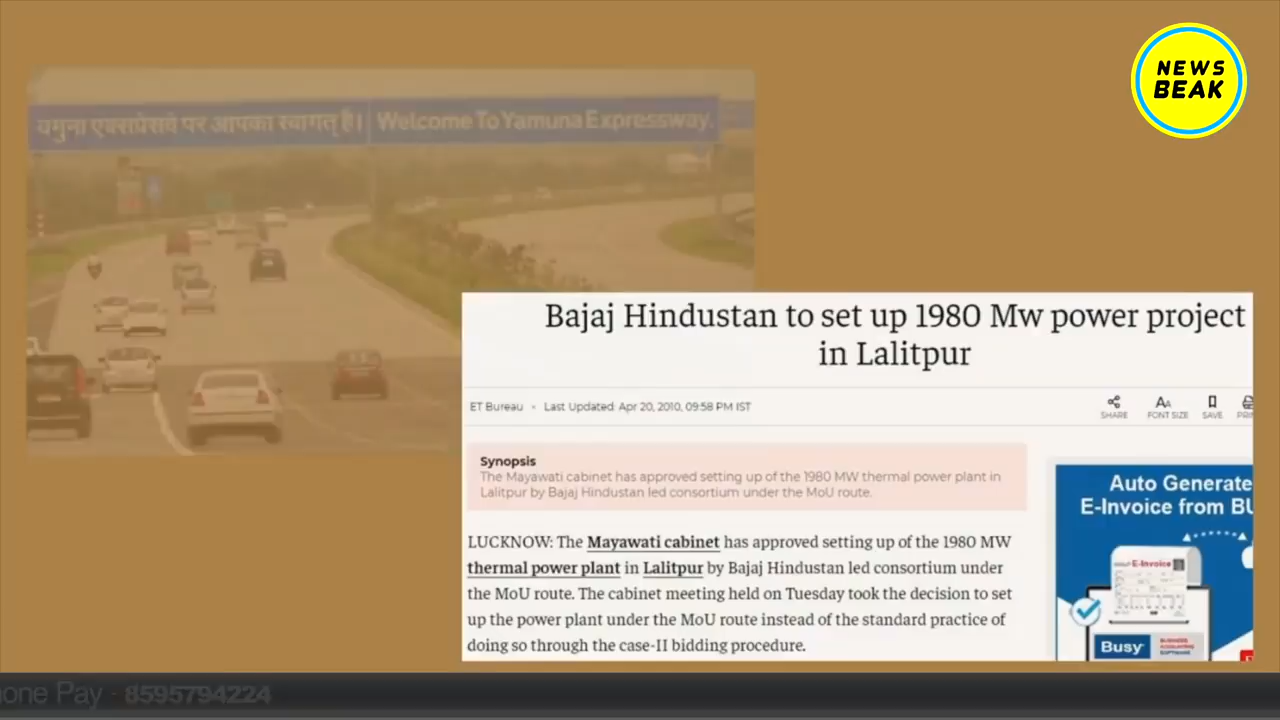 NEWS
BEAK
यमुना एक्सप्रेसवे पर आपका स्वागत है। Welcome To Yamuna Expressway.
Bajaj Hindustan to set up 1980 Mw power project
in Lalitpur
ET Bureau • Last Updated: Apr 20, 2010, 09:58 PM IST
SHARE FONT SIZE SAVE PRI
Synopsis
The Mayawati cabinet has approved setting up of the 1980 MW thermal power plant in
Lalitpur by Bajaj Hindustan led consortium under the MoU route.
LUCKNOW: The Mayawati cabinet has approved setting up of the 1980 MW
thermal power plant in Lalitpur by Bajaj Hindustan led consortium under
the MoU route. The cabinet meeting held on Tuesday took the decision to set
up the power plant under the MoU route instead of the standard practice of
doing so through the case-II bidding procedure.
Auto Generate
E-Invoice from BU
E-Invoice
Busy
BUSINESS
ACCOUNTING
SOFTWARE
hone Pay - 8595794224